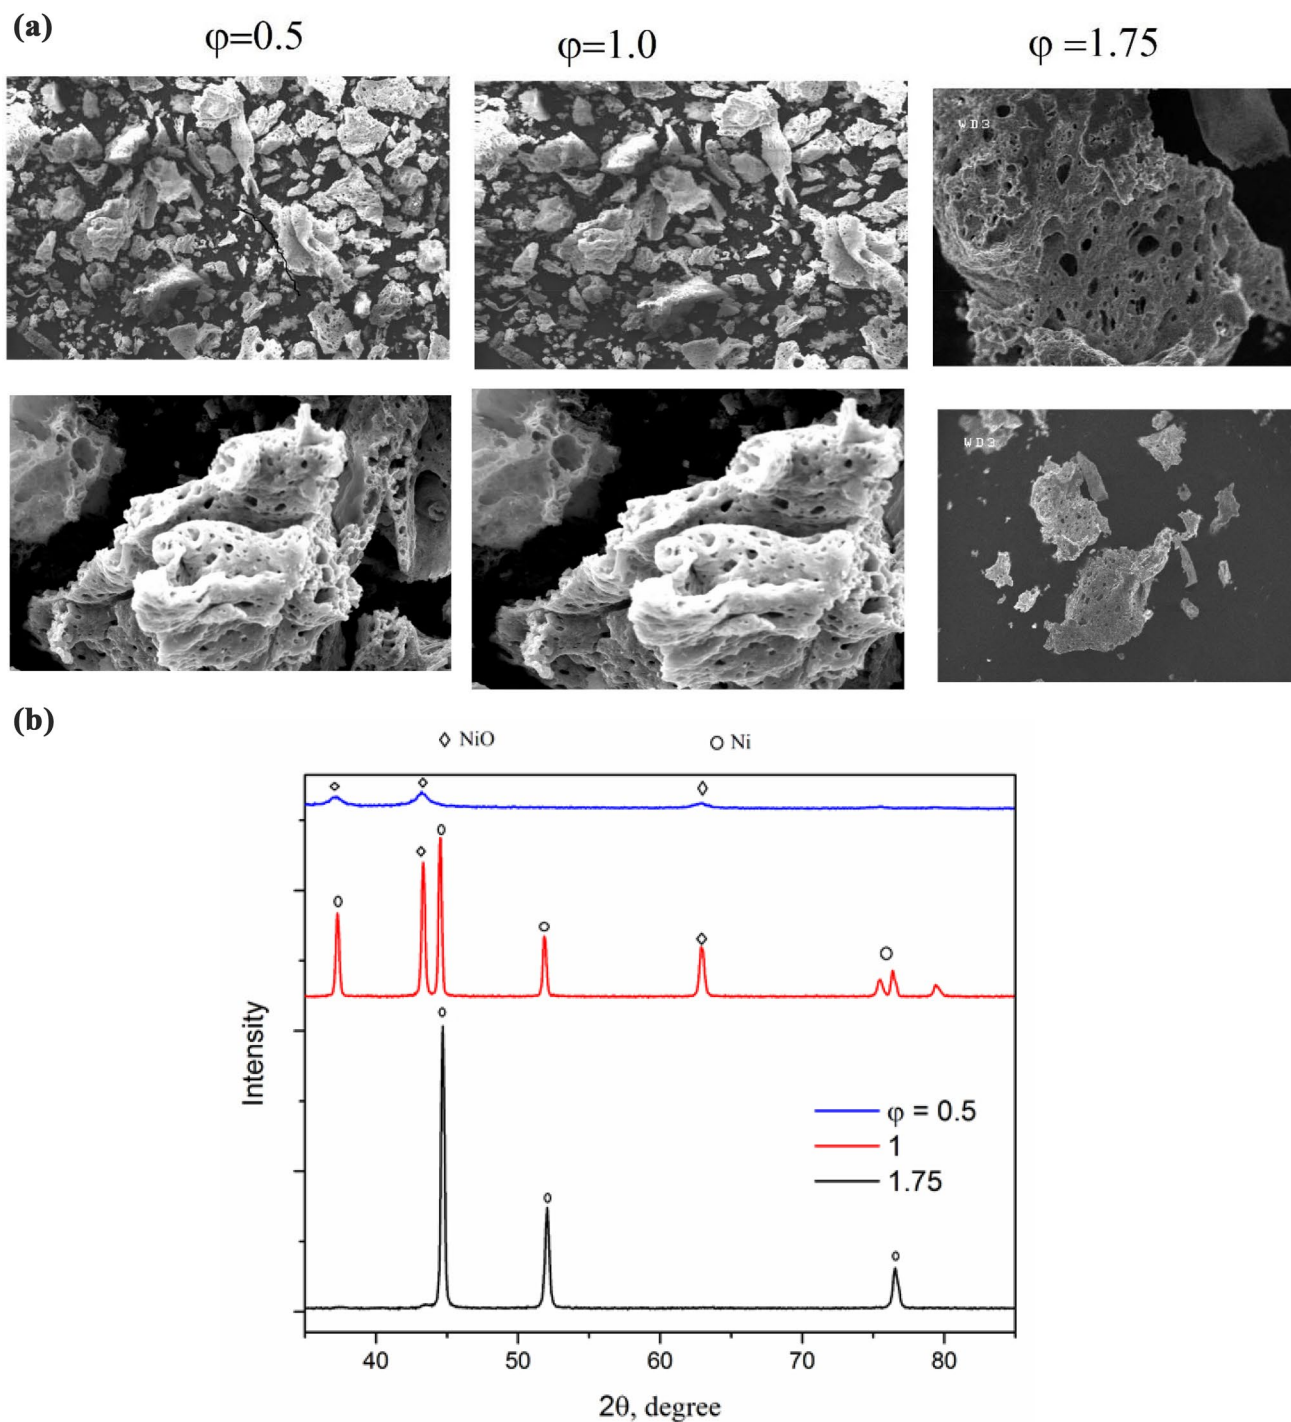 (a)
φ=0.5
φ=1.0
φ =1.75
WD3
WD3
(b)
◊ NiO
○ Ni
Intensity
φ = 0.5
1
1.75
40
50
60
70
80
2θ, degree